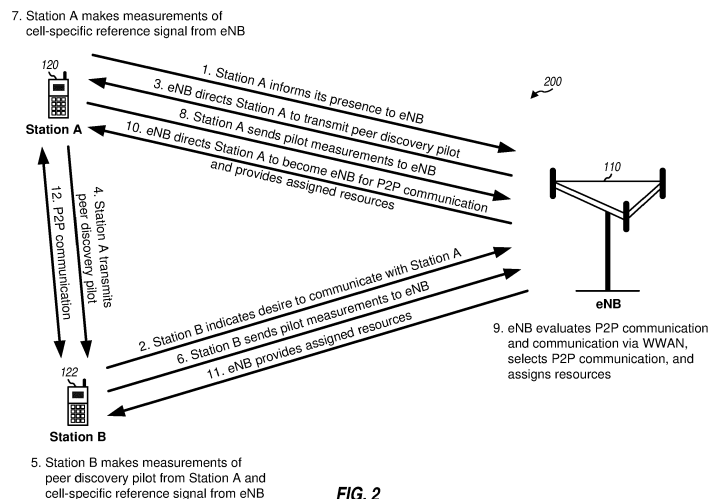 7. Station A makes measurements of
cell-specific reference signal from eNB
120
Station A
1. Station A informs its presence to eNB
3. eNB directs Station A to transmit peer discovery pilot
8. Station A sends pilot measurements to eNB
10. eNB directs Station A to become eNB for P2P communication
and provides assigned resources
200
110
eNB
12. P2P communication
4. Station A transmits
peer discovery pilot
2. Station B indicates desire to communicate with Station A
6. Station B sends pilot measurements to eNB
11. eNB provides assigned resources
9. eNB evaluates P2P communication
and communication via WWAN,
selects P2P communication, and
assigns resources
122
Station B
5. Station B makes measurements of
peer discovery pilot from Station A and
cell-specific reference signal from eNB
FIG. 2